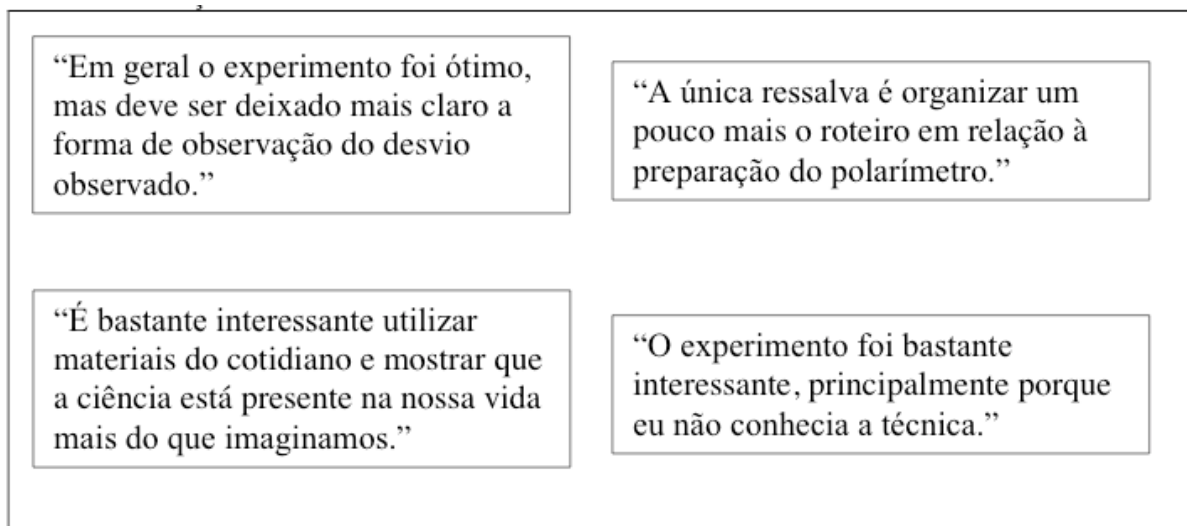 “Em geral o experimento foi ótimo,
mas deve ser deixado mais claro a
forma de observação do desvio
observado.”
“A única ressalva é organizar um
pouco mais o roteiro em relação à
preparação do polarímetro.”
“É bastante interessante utilizar
materiais do cotidiano e mostrar que
a ciência está presente na nossa vida
mais do que imaginamos.”
“O experimento foi bastante
interessante, principalmente porque
eu não conhecia a técnica.”